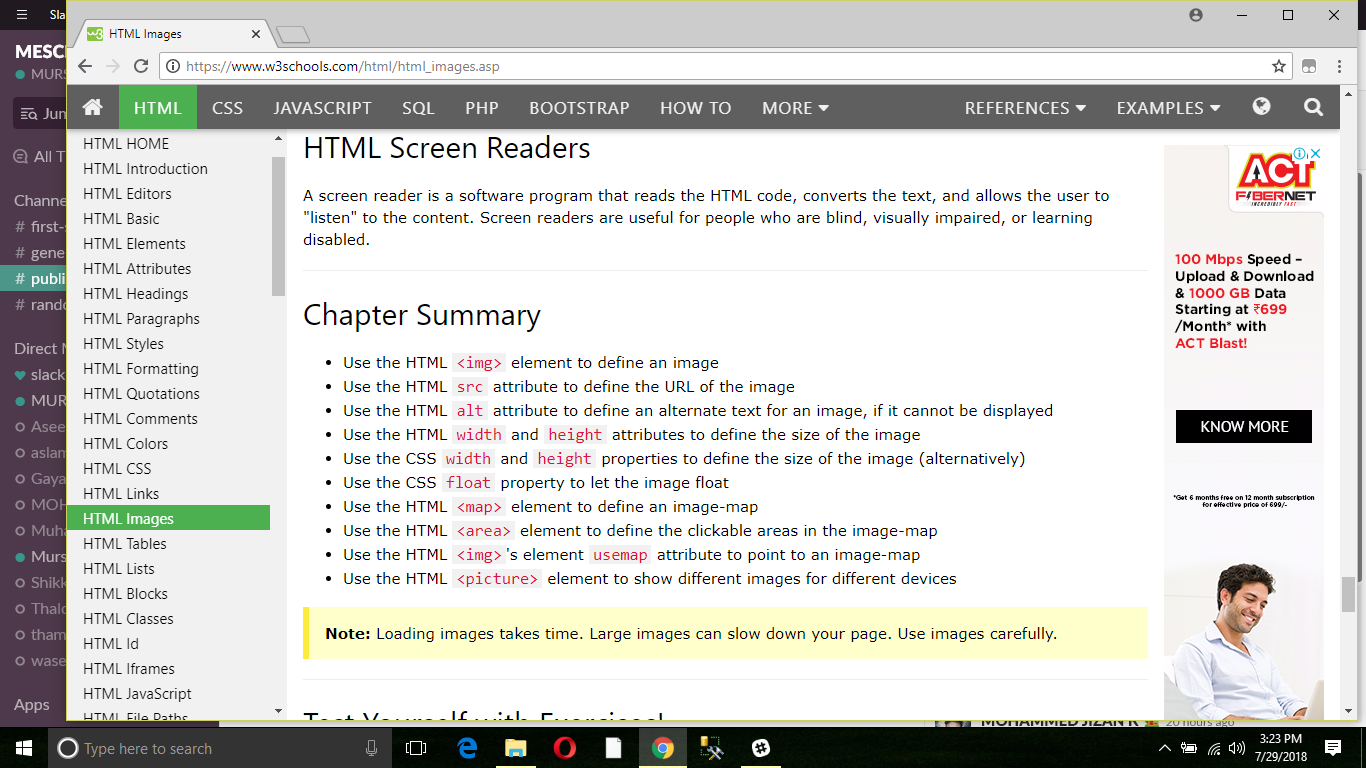 Sla
HTML Images
https://www.w3schools.com/html/html_images.asp
HTML CSS JAVASCRIPT SQL PHP BOOTSTRAP HOW TO MORE REFERENCES EXAMPLES
MESC
MURS
Jum
All T
Channe
# first-s
# gene
# publi
# rando
Direct M
slack
MUR
Asee
aslam
Gaya
MOH
Muha
Murs
Shikk
Thalo
tham
wase
Apps
HTML HOME
HTML Introduction
HTML Editors
HTML Basic
HTML Elements
HTML Attributes
HTML Headings
HTML Paragraphs
HTML Styles
HTML Formatting
HTML Quotations
HTML Comments
HTML Colors
HTML CSS
HTML Links
HTML Images
HTML Tables
HTML Lists
HTML Blocks
HTML Classes
HTML Id
HTML Iframes
HTML JavaScript
HTML File Paths
HTML Screen Readers
A screen reader is a software program that reads the HTML code, converts the text, and allows the user to
"listen" to the content. Screen readers are useful for people who are blind, visually impaired, or learning
disabled.
Chapter Summary
• Use the HTML <img> element to define an image
• Use the HTML src attribute to define the URL of the image
• Use the HTML alt attribute to define an alternate text for an image, if it cannot be displayed
• Use the HTML width and height attributes to define the size of the image
• Use the CSS width and height properties to define the size of the image (alternatively)
• Use the CSS float property to let the image float
• Use the HTML <map> element to define an image-map
• Use the HTML <area> element to define the clickable areas in the image-map
• Use the HTML <img>'s element usemap attribute to point to an image-map
• Use the HTML <picture> element to show different images for different devices
Note: Loading images takes time. Large images can slow down your page. Use images carefully.
Test Yourself with Exercises!
ACT
FIBERNET
INCREDIBLY FAST
100 Mbps Speed –
Upload & Download
& 1000 GB Data
Starting at ₹699
/Month* with
ACT Blast!
KNOW MORE
*Get 6 months free on 12 month subscription
for effective price of 699/-
MOHAMMED JIZAN K 20 hours ago
Type here to search
3:23 PM
7/29/2018